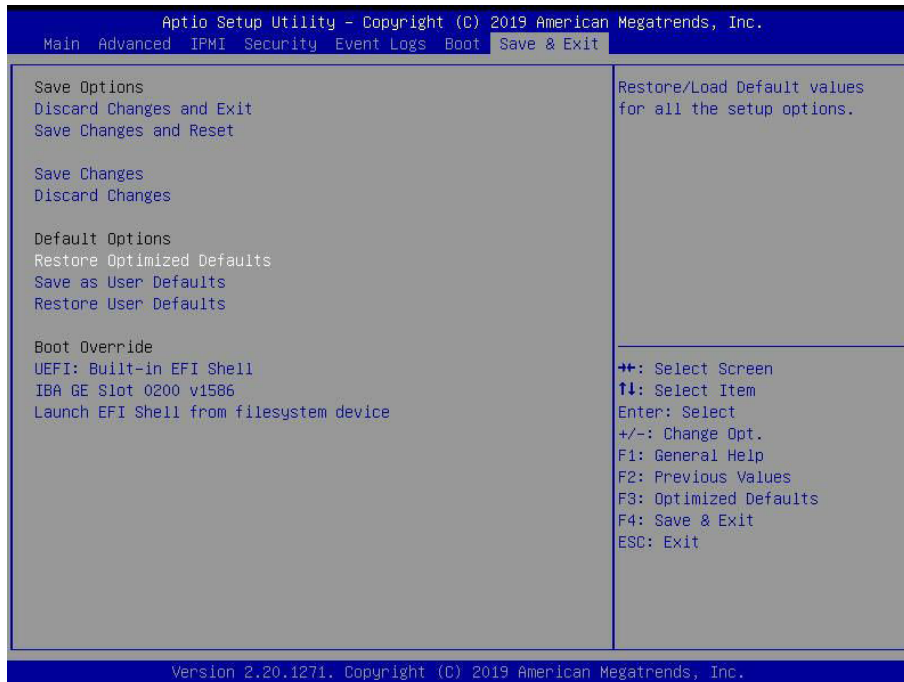 Aptio Setup Utility – Copyright (C) 2019 American Megatrends, Inc.
Main Advanced IPMI Security Event Logs Boot Save & Exit
Save Options
Discard Changes and Exit
Save Changes and Reset
Save Changes
Discard Changes
Default Options
Restore Optimized Defaults
Save as User Defaults
Restore User Defaults
Boot Override
UEFI: Built-in EFI Shell
IBA GE Slot 0200 v1586
Launch EFI Shell from filesystem device
Restore/Load Default values
for all the setup options.
→←: Select Screen
↑↓: Select Item
Enter: Select
+/-: Change Opt.
F1: General Help
F2: Previous Values
F3: Optimized Defaults
F4: Save & Exit
ESC: Exit
Version 2.20.1271. Copyright (C) 2019 American Megatrends, Inc.